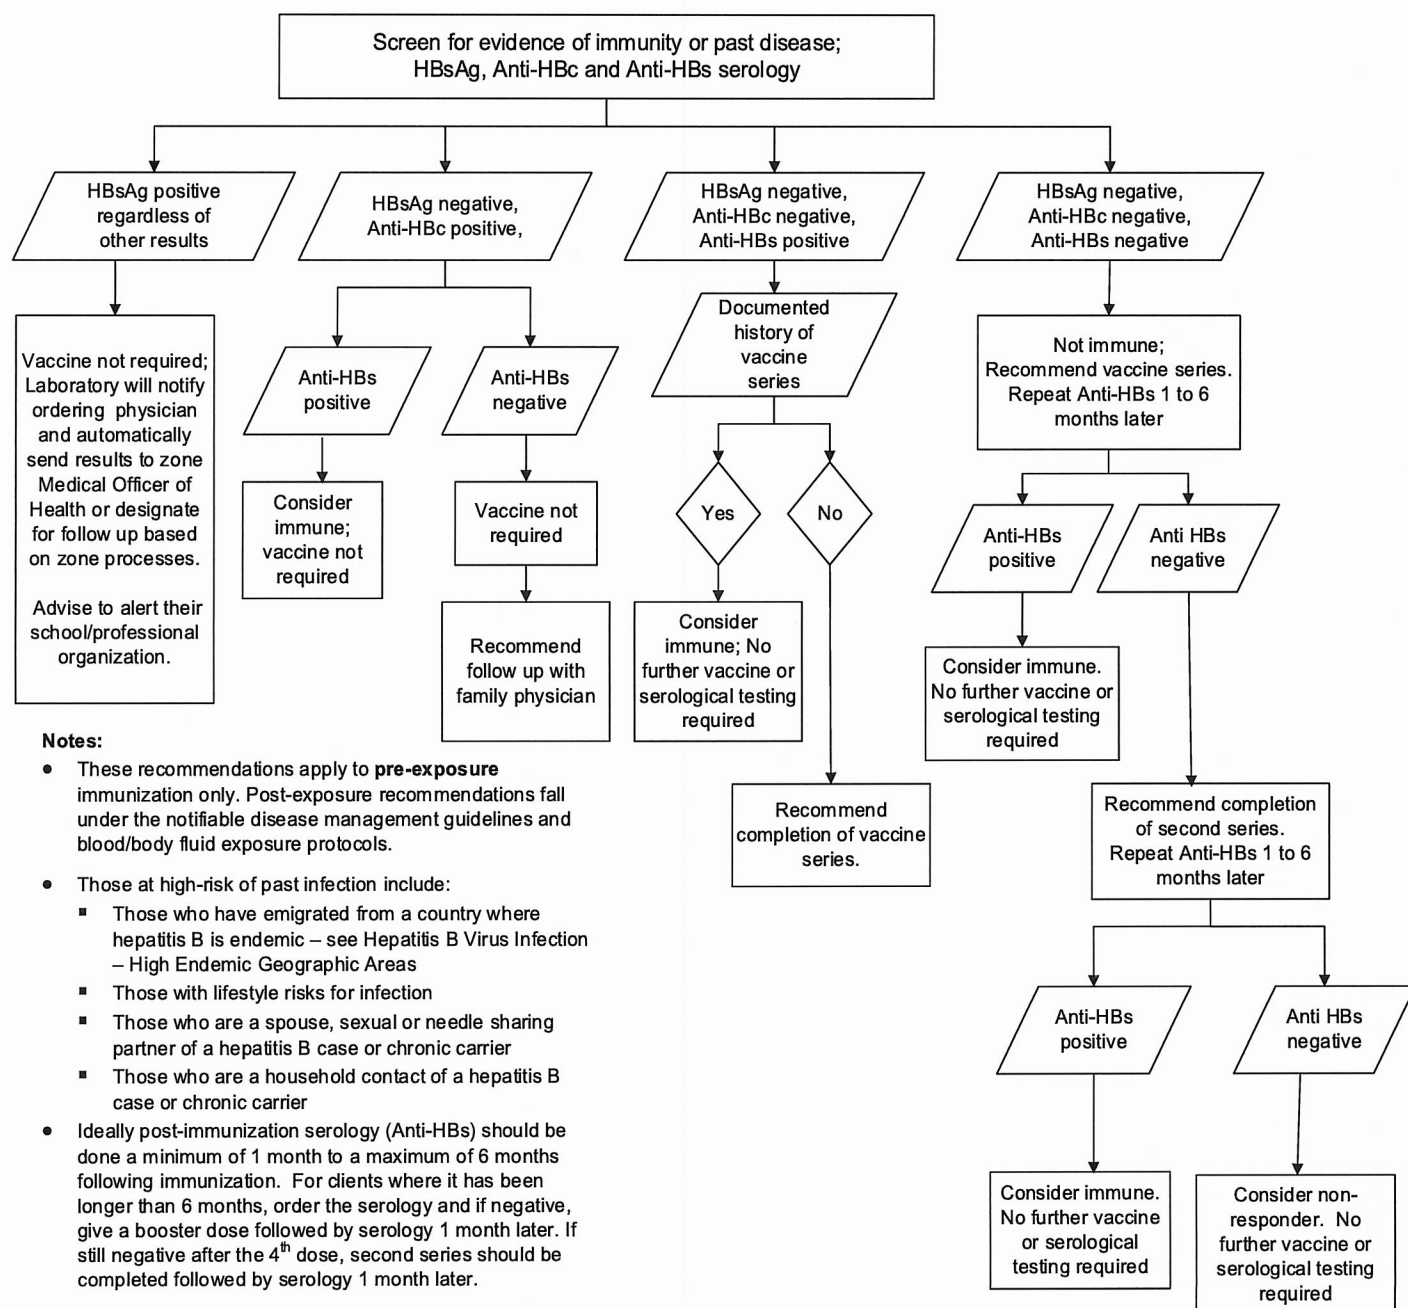 Screen for evidence of immunity or past disease;
HBsAg, Anti-HBc and Anti-HBs serology
HBsAg positive
regardless of
other results
HBsAg negative,
Anti-HBc positive,
HBsAg negative,
Anti-HBc negative,
Anti-HBs positive
HBsAg negative,
Anti-HBc negative,
Anti-HBs negative
Vaccine not required;
Laboratory will notify
ordering physician
and automatically
send results to zone
Medical Officer of
Health or designate
for follow up based
on zone processes.
Advise to alert their
school/professional
organization.
Anti-HBs
positive
Anti-HBs
negative
Consider
immune;
vaccine not
required
Vaccine not
required
Recommend
follow up with
family physician
Documented
history of
vaccine
series
Yes
No
Consider
immune; No
further vaccine or
serological testing
required
Recommend
completion of vaccine
series.
Not immune;
Recommend vaccine series.
Repeat Anti-HBs 1 to 6
months later
Anti-HBs
positive
Anti HBs
negative
Consider immune.
No further vaccine or
serological testing
required
Recommend completion
of second series.
Repeat Anti-HBs 1 to 6
months later
Anti-HBs
positive
Anti HBs
negative
Consider immune.
No further vaccine
or serological
testing required
Consider non-
responder. No
further vaccine or
serological testing
required
Notes:
• These recommendations apply to pre-exposure
immunization only. Post-exposure recommendations fall
under the notifiable disease management guidelines and
blood/body fluid exposure protocols.
• Those at high-risk of past infection include:
▪ Those who have emigrated from a country where
hepatitis B is endemic – see Hepatitis B Virus Infection
– High Endemic Geographic Areas
▪ Those with lifestyle risks for infection
▪ Those who are a spouse, sexual or needle sharing
partner of a hepatitis B case or chronic carrier
▪ Those who are a household contact of a hepatitis B
case or chronic carrier
• Ideally post-immunization serology (Anti-HBs) should be
done a minimum of 1 month to a maximum of 6 months
following immunization. For clients where it has been
longer than 6 months, order the serology and if negative,
give a booster dose followed by serology 1 month later. If
still negative after the 4th dose, second series should be
completed followed by serology 1 month later.